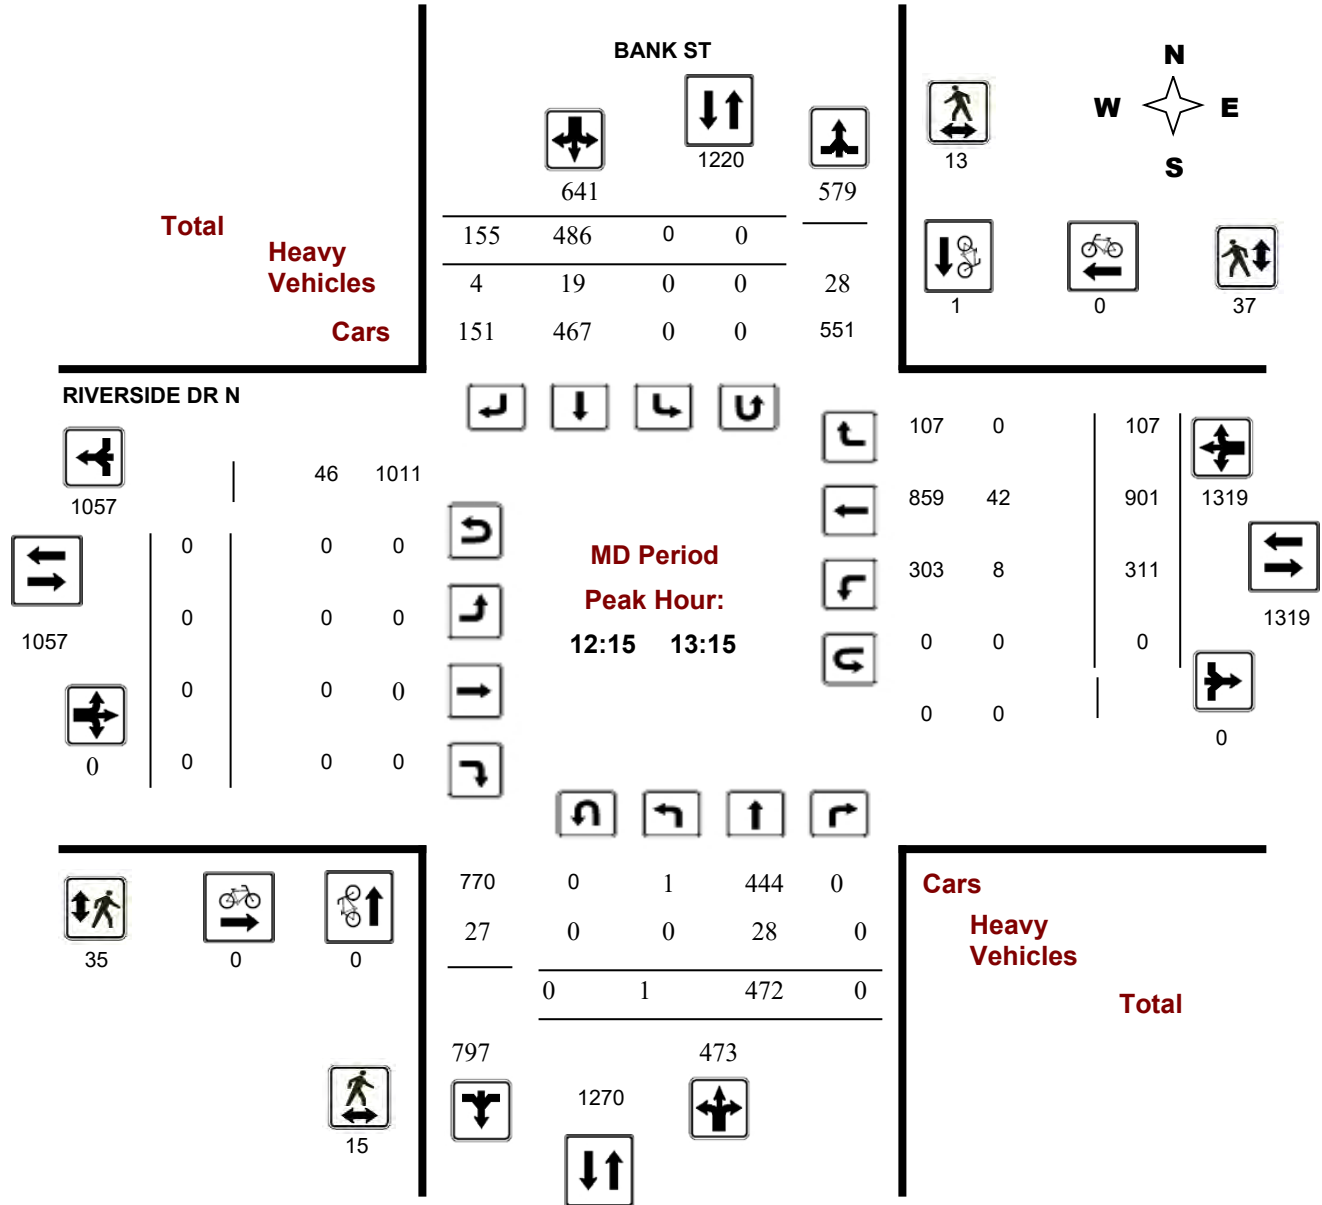 BANK ST
N
W E
S
1220
13
641 579
Total 155 486 0 0
Heavy
Vehicles 4 19 0 0 28
Cars 151 467 0 0 551
1 0 37
RIVERSIDE DR N
107 0 107
46 1011
1057
859 42 901 1319
0 0 0
MD Period
303 8 311
Peak Hour:
0 0 0
1057
12:15 13:15
1319
0 0 0
0 0 0
0 0
0
0 0 0 0
770 0 1 444 0 Cars
27 0 0 28 0 Heavy
Vehicles
35 0 0
0 1 472 0
Total
797 473
1270
15